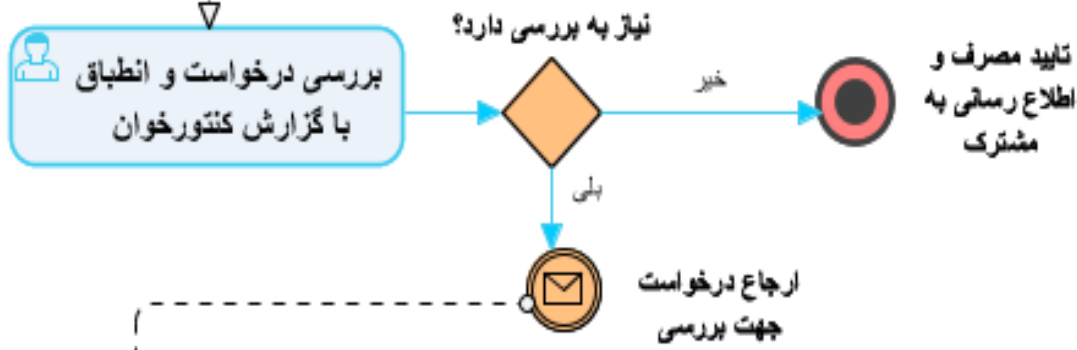 نیاز به بررسی دارد؟
بررسی درخواست و انطباق
با گزارش کنتورخوان
خیر
تایید مصرف و
اطلاع رسانی به
مشترک
بلی
ارجاع درخواست
جهت بررسی